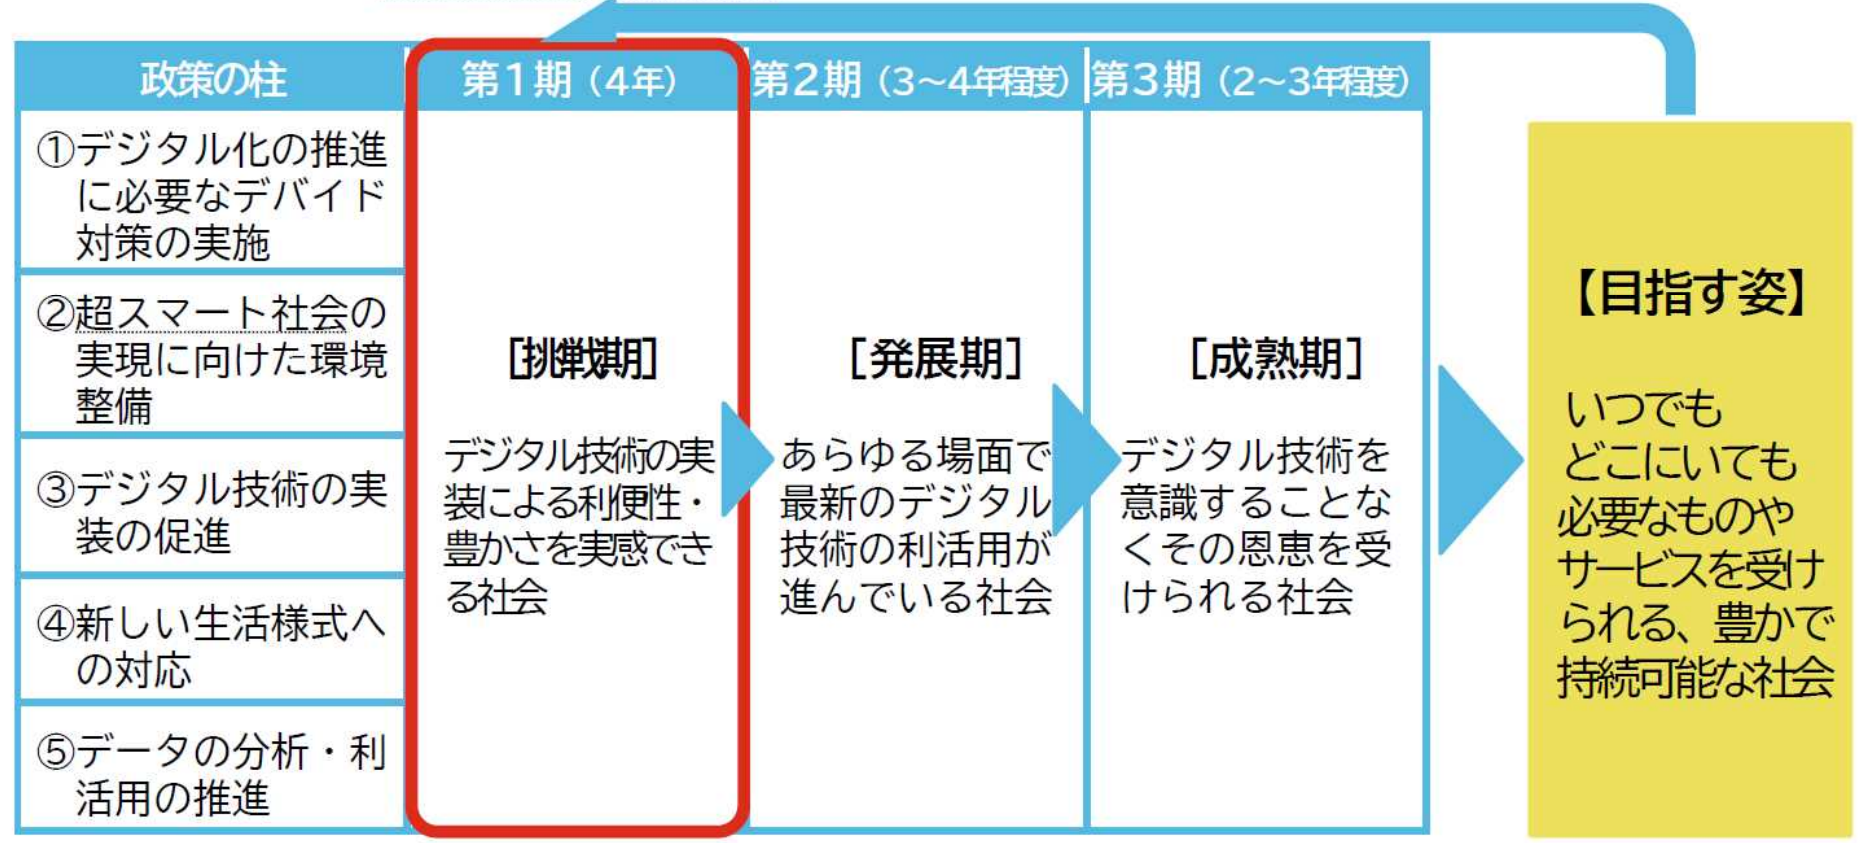 政策の柱
第1期（4年）
第2期（3～4年程度）
第3期（2～3年程度）
①デジタル化の推進
に必要なデバイド
対策の実施
②超スマート社会の
実現に向けた環境
整備
③デジタル技術の実
装の促進
④新しい生活様式へ
の対応
⑤データの分析・利
活用の推進
［挑戦期］
デジタル技術の実
装による利便性・
豊かさを実感でき
る社会
［発展期］
あらゆる場面で
最新のデジタル
技術の利活用が
進んでいる社会
［成熟期］
デジタル技術を
意識することな
くその恩恵を受
けられる社会
【目指す姿】
いつでも
どこにいても
必要なものや
サービスを受け
られる、豊かで
持続可能な社会